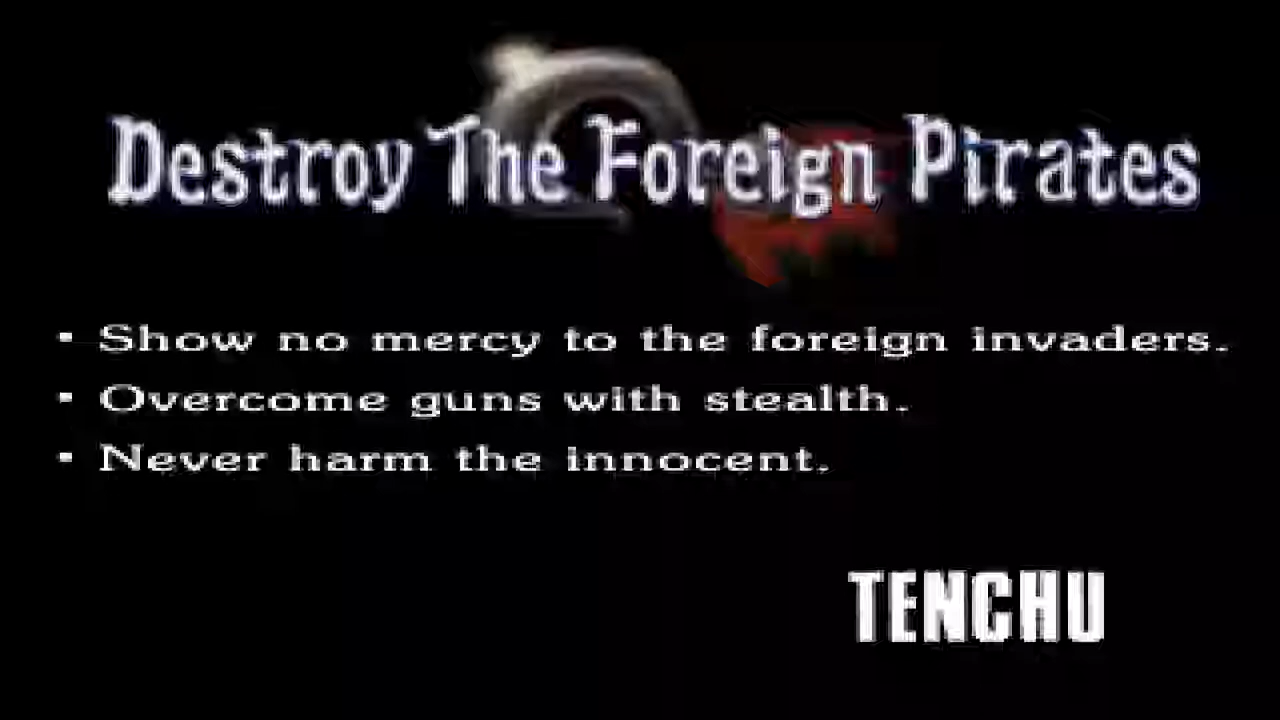 Destroy The Foreign Pirates
▪ Show no mercy to the foreign invaders.
▪ Overcome guns with stealth.
▪ Never harm the innocent.
TENCHU